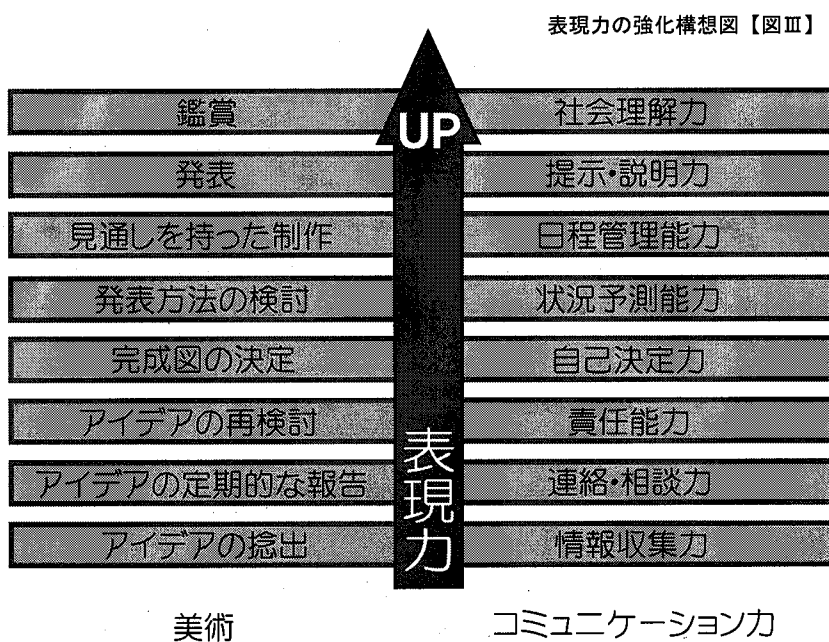 表現力の強化構想図【図Ⅲ】
UP
鑑賞 社会理解力
発表 提示・説明力
見通しを持った制作 日程管理能力
発表方法の検討 状況予測能力
完成図の決定 自己決定力
アイデアの再検討 責任能力
アイデアの定期的な報告 連絡・相談力
アイデアの捻出 情報収集力
表現力
美術 コミュニケーション力